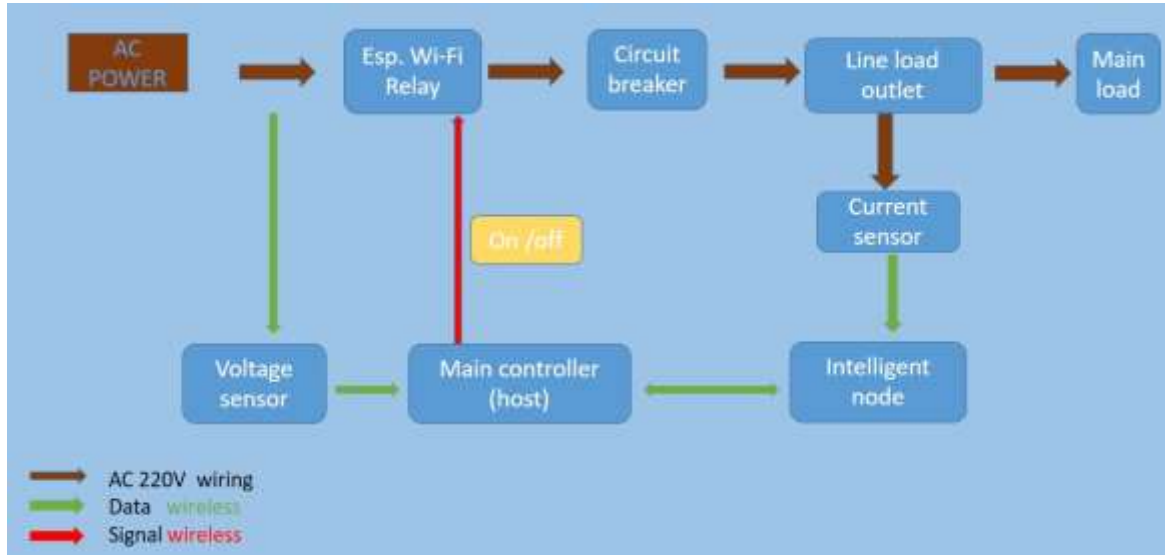 AC
POWER
Esp. Wi-Fi
Relay
Circuit
breaker
Line load
outlet
Main
load
Current
sensor
On /off
Voltage
sensor
Main controller
(host)
Intelligent
node
AC 220V wiring
Data wireless
Signal wireless